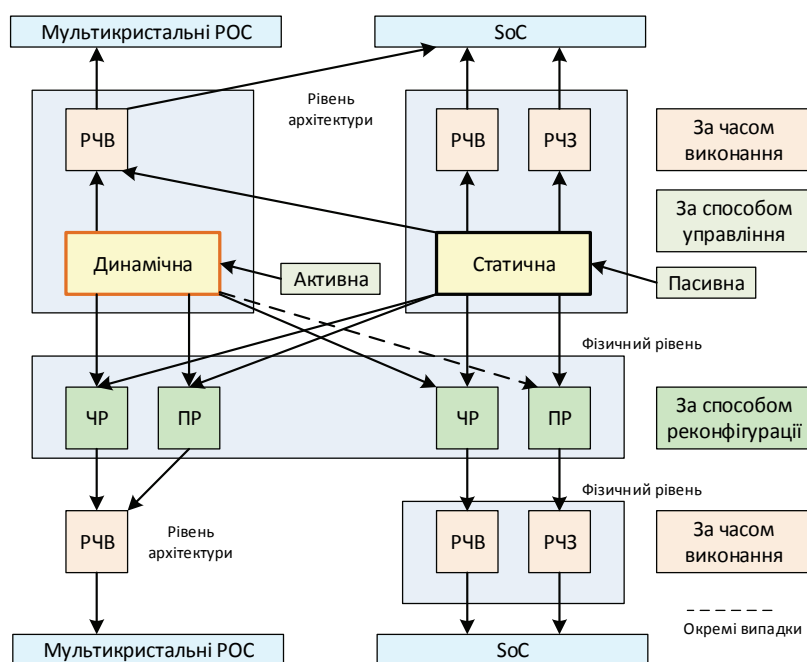 Мультикристальні РОС
SoC
Рівень
архітектури
РЧВ
РЧВ
РЧЗ
За часом
виконання
За способом
управління
Динамічна
Активна
Статична
Пасивна
Фізичний рівень
ЧР
ПР
ЧР
ПР
За способом
реконфігурації
Фізичний рівень
РЧВ
Рівень
архітектури
РЧВ
РЧЗ
За часом
виконання
Окремі випадки
Мультикристальні РОС
SoC